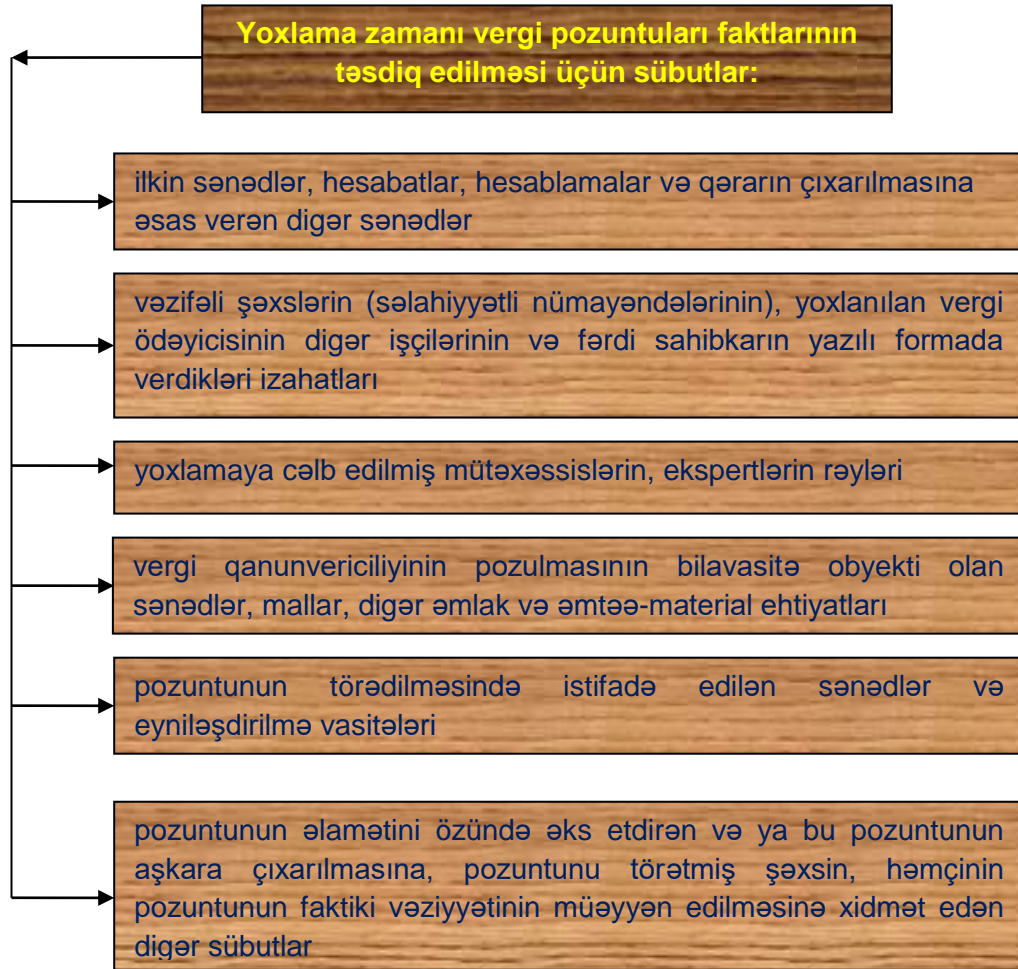 Yoxlama zamanı vergi pozuntuları faktlarının
təsdiq edilməsi üçün sübutlar:
ilkin sənədlər, hesabatlar, hesablamalar və qərarın çıxarılmasına
əsas verən digər sənədlər
vəzifəli şəxslərin (səlahiyyətli nümayəndələrinin), yoxlanılan vergi
ödəyicisinin digər işçilərinin və fərdi sahibkarın yazılı formada
verdikləri izahatları
yoxlamaya cəlb edilmiş mütəxəssislərin, ekspertlərin rəyləri
vergi qanunvericiliyinin pozulmasının bilavasitə obyekti olan
sənədlər, mallar, digər əmlak və əmtəə-material ehtiyatları
pozuntunun törədilməsində istifadə edilən sənədlər və
eyniləşdirilmə vasitələri
pozuntunun əlamətini özündə əks etdirən və ya bu pozuntunun
aşkara çıxarılmasına, pozuntunu törətmiş şəxsin, həmçinin
pozuntunun faktiki vəziyyətinin müəyyən edilməsinə xidmət edən
digər sübutlar